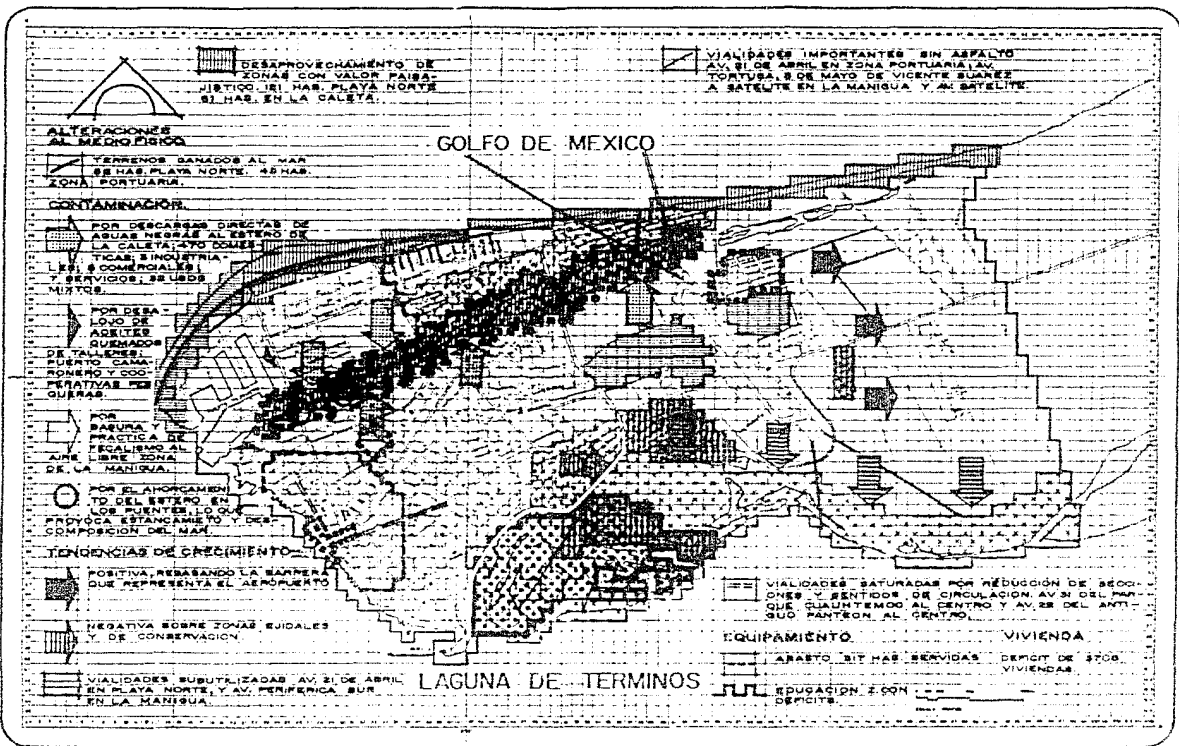 DESAPROVECHAMIENTO DE
ZONAS CON VALOR PAISA-
JISTICO. 121 HAS. PLAYA NORTE
61 HAS. EN LA CALETA.
VIALIDADES IMPORTANTES SIN ASFALTO
AV. 31 DE ABRIL EN ZONA PORTUARIA; AV.
TORTUGA, 5 DE MAYO DE VICENTE SUAREZ
A SATELITE EN LA MANIGUA Y AV. SATELITE.
ALTERACIONES
AL MEDIO FISICO
TERRENOS GANADOS AL MAR
HAS. PLAYA NORTE. HAS.
ZONA PORTUARIA.
GOLFO DE MEXICO
CONTAMINACION.
POR DESCARGAS DIRECTAS DE
AGUAS NEGRAS AL ESTERO DE
LA CALETA; 470 DOMES-
TICAS; INDUSTRIA-
LES; COMERCIALES;
Y SERVICIOS; USOS
MIXTOS.
POR DESA-
LOJO DE
ACEITES
QUEMADOS
DE TALLERES;
PUERTO CAMA-
RONERO Y COO-
PERATIVAS PES
QUERAS.
POR
BASURA Y
PRACTICA DE
FECALISMO AL
AIRE LIBRE ZONA
DE LA MANIGUA.
POR EL AHORCAMIEN
TO DEL ESTERO EN
LOS PUENTES, LO QUE
PROVOCA ESTANCAMIETO Y DES-
COMPOSICION DEL MAR.
TENDENCIAS DE CRECIMIENTO
POSITIVA, REBASANDO LA BARRERA
QUE REPRESENTA EL AEROPUERTO
NEGATIVA SOBRE ZONAS EJIDALES
Y DE CONSERVACION
VIALIDADES SUBUTILIZADAS AV. 21 DE ABRIL
EN PLAYA NORTE, Y AV. PERIFERICA SUR
EN LA MANIGUA.
LAGUNA DE TERMINOS
VIALIDADES SATURADAS POR REDUCCION DE SECCIO-
NES Y SENTIDOS DE CIRCULACION. AV. 31 DEL PAR-
QUE CUAUHTEMOC AL CENTRO Y AV. 22 DEL ANTI-
GUO PANTEON AL CENTRO.
EQUIPAMIENTO VIVIENDA
ABASTO HAS. SERVIDAS DEFICIT DE
VIVIENDAS
EDUCACION Z. CON
DEFICITS.